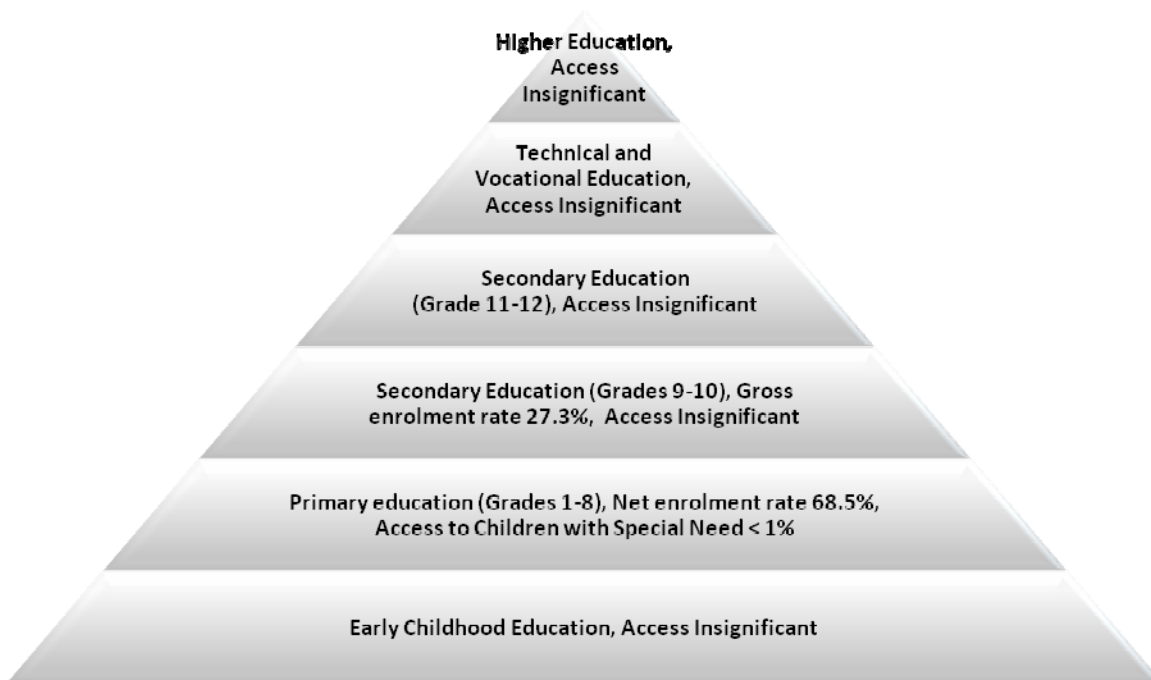 Higher Education,
Access
Insignificant
Technical and
Vocational Education,
Access Insignificant
Secondary Education
(Grade 11-12), Access Insignificant
Secondary Education (Grades 9-10), Gross
enrolment rate 27.3%, Access Insignificant
Primary education (Grades 1-8), Net enrolment rate 68.5%,
Access to Children with Special Need < 1%
Early Childhood Education, Access Insignificant